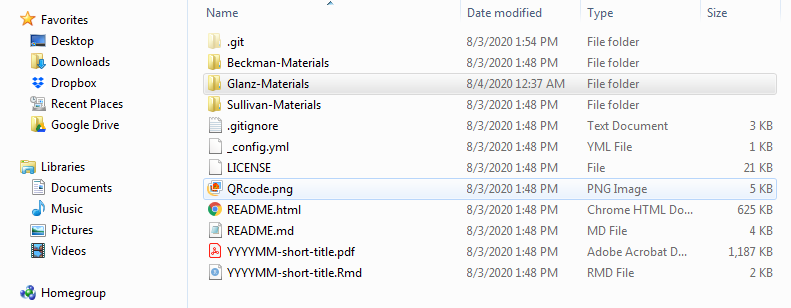 Favorites
Desktop
Downloads
Dropbox
Recent Places
Google Drive
Libraries
Documents
Music
Pictures
Videos
Homegroup
Name Date modified Type Size
.git 8/3/2020 1:54 PM File folder
Beckman-Materials 8/3/2020 1:48 PM File folder
Glanz-Materials 8/4/2020 12:37 AM File folder
Sullivan-Materials 8/3/2020 1:48 PM File folder
.gitignore 8/3/2020 1:48 PM Text Document 3 KB
_config.yml 8/3/2020 1:48 PM YML File 1 KB
LICENSE 8/3/2020 1:48 PM File 21 KB
QRcode.png 8/3/2020 1:48 PM PNG Image 5 KB
README.html 8/3/2020 1:48 PM Chrome HTML Do... 625 KB
README.md 8/3/2020 1:48 PM MD File 4 KB
YYYYMM-short-title.pdf 8/3/2020 1:48 PM Adobe Acrobat D... 1,187 KB
YYYYMM-short-title.Rmd 8/3/2020 1:48 PM RMD File 2 KB